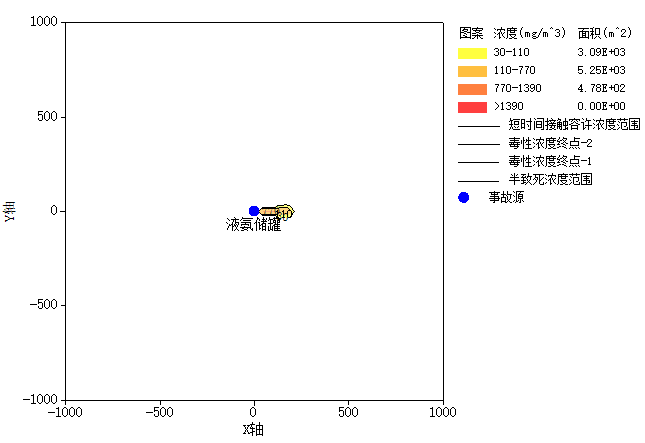 图案 浓度(mg/m^3) 面积(m^2)
30-110 3.09E+03
110-770 5.25E+03
770-1390 4.78E+02
>1390 0.00E+00
短时间接触容许浓度范围
毒性浓度终点-2
毒性浓度终点-1
半致死浓度范围
事故源
1000
500
0
-500
-1000
Y轴
液氨储罐
-1000 -500 0 500 1000
X轴